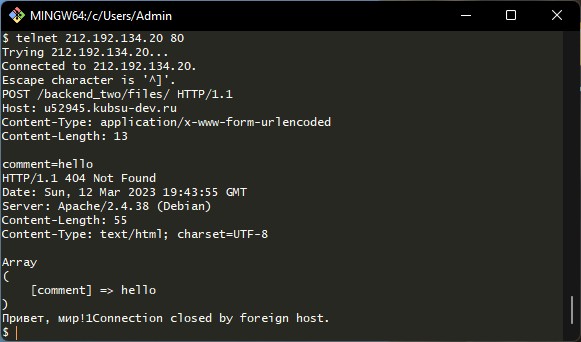 MINGW64:/c/Users/Admin
$ telnet 212.192.134.20 80
Trying 212.192.134.20...
Connected to 212.192.134.20.
Escape character is '^]'.
POST /backend_two/files/ HTTP/1.1
Host: u52945.kubsu-dev.ru
Content-Type: application/x-www-form-urlencoded
Content-Length: 13

comment=hello
HTTP/1.1 404 Not Found
Date: Sun, 12 Mar 2023 19:43:55 GMT
Server: Apache/2.4.38 (Debian)
Content-Length: 55
Content-Type: text/html; charset=UTF-8

Array
(
    [comment] => hello
)
Привет, мир!1Connection closed by foreign host.
$